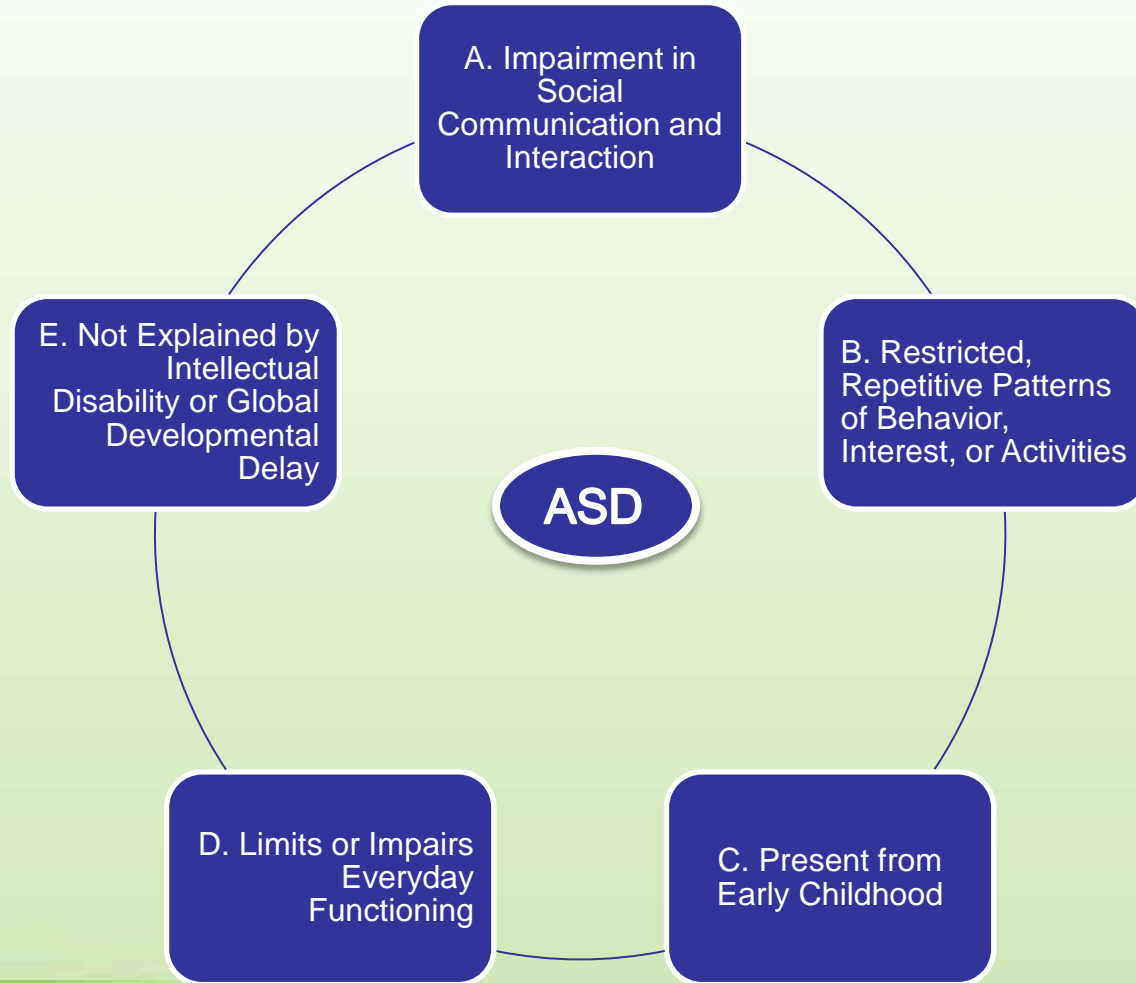 A. Impairment in
Social
Communication and
Interaction
B. Restricted,
Repetitive Patterns
of Behavior,
Interest, or Activities
C. Present from
Early Childhood
D. Limits or Impairs
Everyday
Functioning
E. Not Explained by
Intellectual
Disability or Global
Developmental
Delay
ASD